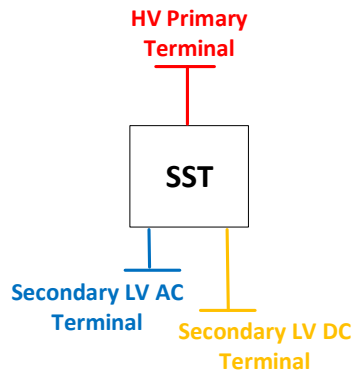 HV Primary
Terminal
SST
Secondary LV AC
Terminal
Secondary LV DC
Terminal